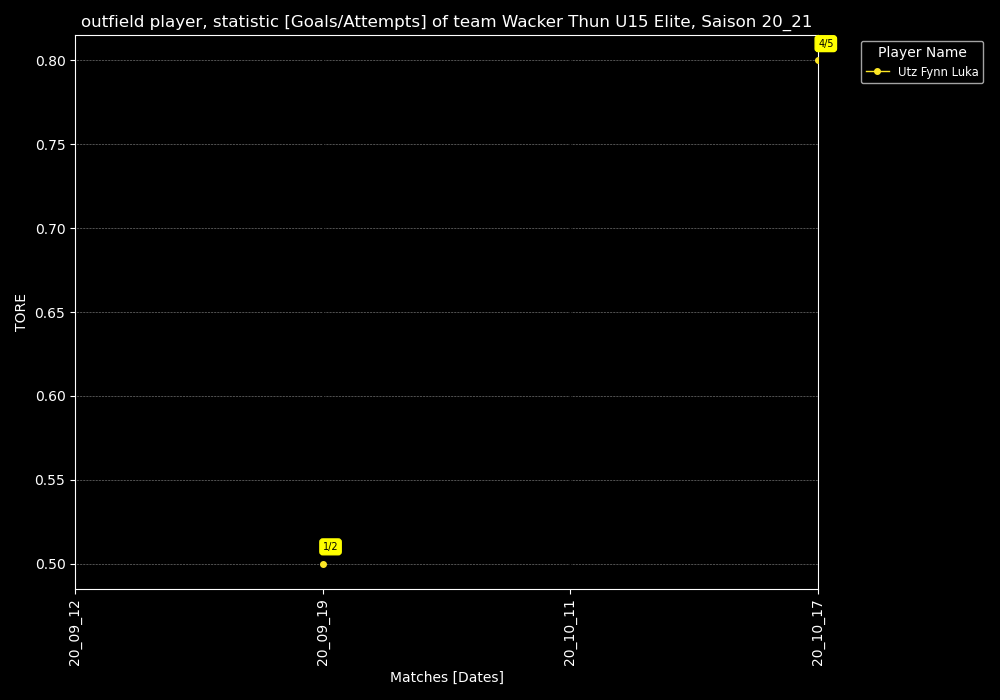 outfield player, statistic [Goals/Attempts] of team Wacker Thun U15 Elite, Saison 20_21
4/5
Player Name
Utz Fynn Luka
0.80
0.75
0.70
0.65
0.60
0.55
0.50
TORE
1/2
20_09_12
20_09_19
20_10_11
20_10_17
Matches [Dates]